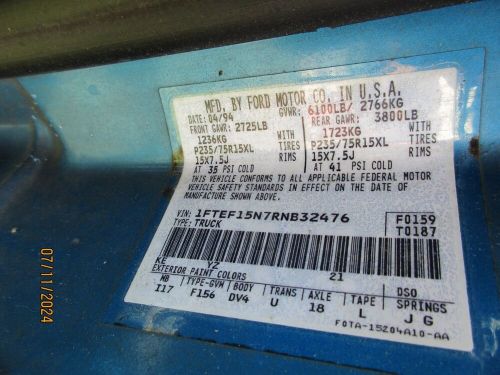 MFD. BY FORD MOTOR CO. IN U.S.A.
DATE: 04/94 GVWR: 6100LB/ 2766KG
FRONT GAWR: 2725LB REAR GAWR: 3800LB
1236KG WITH 1723KG WITH
P235/75R15XL TIRES P235/75R15XL TIRES
15X7.5J RIMS 15X7.5J RIMS
AT 35 PSI COLD AT 41 PSI COLD
THIS VEHICLE CONFORMS TO ALL APPLICABLE FEDERAL MOTOR
VEHICLE SAFETY STANDARDS IN EFFECT ON THE DATE OF
MANUFACTURE SHOWN ABOVE.
VIN: 1FTEF15N7RNB32476 F0159
TYPE: TRUCK T0187
KE YZ 21
EXTERIOR PAINT COLORS DSO
WB TYPE-GVW BODY TRANS AXLE TAPE SPRINGS
I17 F156 DV4 U 18 L J G
F0TA-15204A10-AA
07/11/2024